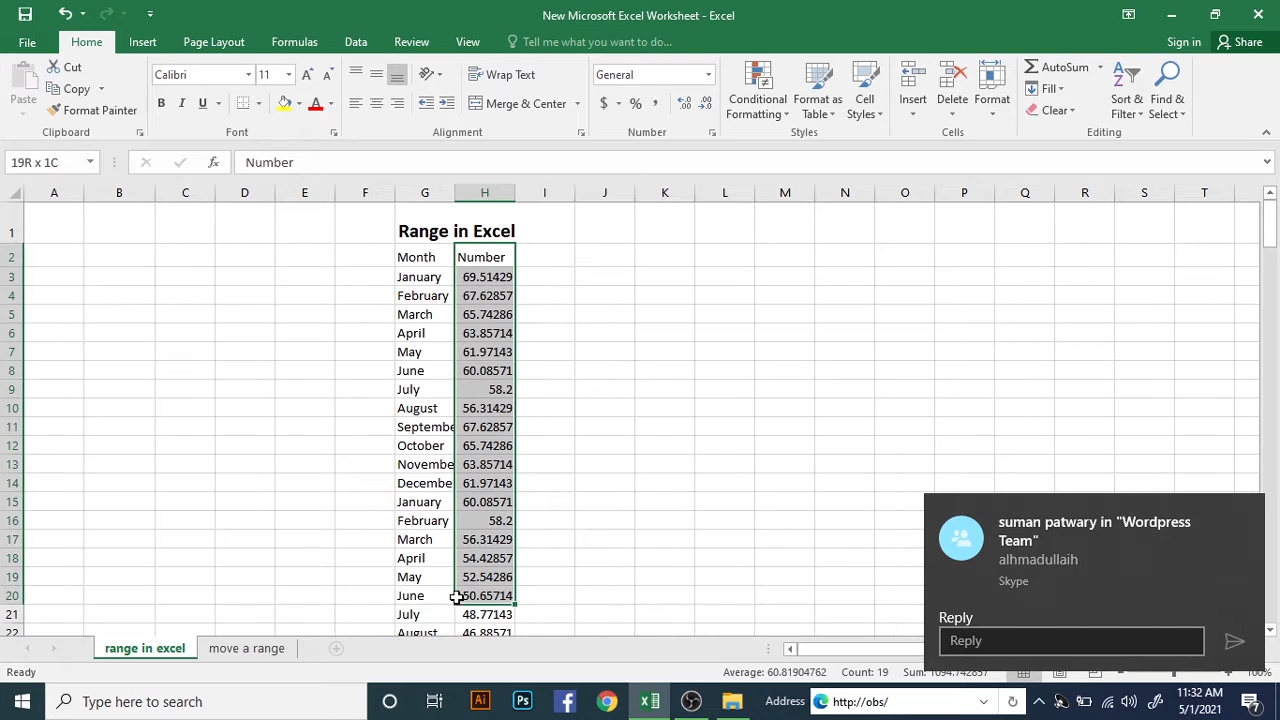 New Microsoft Excel Worksheet - Excel
File Home Insert Page Layout Formulas Data Review View Tell me what you want to do... Sign in Share
Paste
Cut
Copy
Format Painter
Clipboard
Calibri 11
B I U
A
Font
Wrap Text
Merge & Center
Alignment
General
$ % ,
Number
Conditional Formatting
Format as Table
Cell Styles
Styles
Insert Delete Format
Cells
AutoSum
Fill
Clear
Sort & Filter
Find & Select
Editing
19R x 1C fx Number
A B C D E F G H I J K L M N O P Q R S T
1 Range in Excel
2 Month Number
3 January 69.51429
4 February 67.62857
5 March 65.74286
6 April 63.85714
7 May 61.97143
8 June 60.08571
9 July 58.2
10 August 56.31429
11 Septembe 67.62857
12 October 65.74286
13 Novembe 63.85714
14 Decembe 61.97143
15 January 60.08571
16 February 58.2
17 March 56.31429
18 April 54.42857
19 May 52.54286
20 June 50.65714
21 July 48.77143
22 August 46.88571
range in excel move a range
Ready Average: 60.81904762 Count: 19 Sum: 1094.742857 100%
suman patwary in "Wordpress
Team"
alhmadullaih
Skype
Reply
Reply
Type here to search
Ai Ps
Address http://obs/
11:32 AM
5/1/2021
7